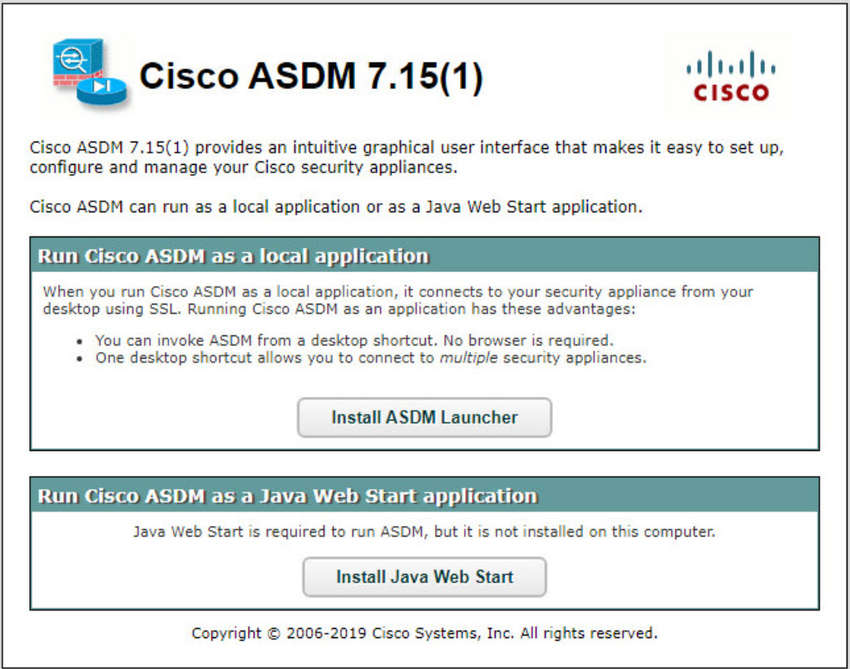 Cisco ASDM 7.15(1)
CISCO
Cisco ASDM 7.15(1) provides an intuitive graphical user interface that makes it easy to set up,
configure and manage your Cisco security appliances.
Cisco ASDM can run as a local application or as a Java Web Start application.
Run Cisco ASDM as a local application
When you run Cisco ASDM as a local application, it connects to your security appliance from your
desktop using SSL. Running Cisco ASDM as an application has these advantages:
• You can invoke ASDM from a desktop shortcut. No browser is required.
• One desktop shortcut allows you to connect to multiple security appliances.
Install ASDM Launcher
Run Cisco ASDM as a Java Web Start application
Java Web Start is required to run ASDM, but it is not installed on this computer.
Install Java Web Start
Copyright © 2006-2019 Cisco Systems, Inc. All rights reserved.